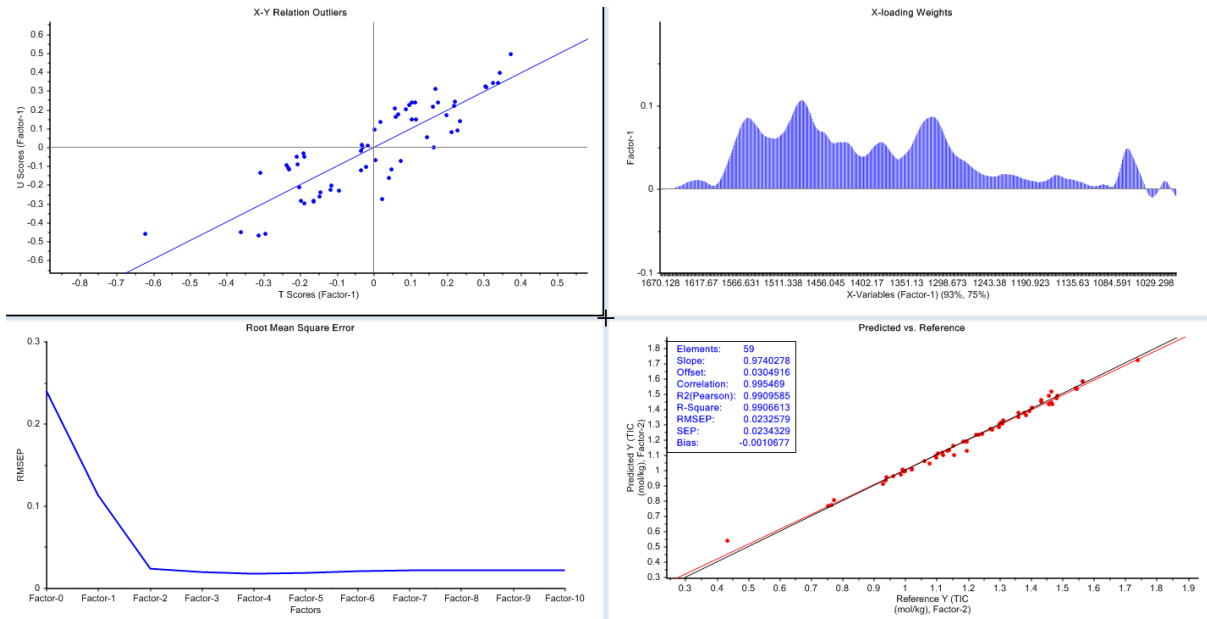 X-Y Relation Outliers
0.6
0.5
0.4
0.3
0.2
0.1
0
-0.1
-0.2
-0.3
-0.4
-0.5
-0.6
U Scores (Factor-1)
-0.8 -0.7 -0.6 -0.5 -0.4 -0.3 -0.2 -0.1 0 0.1 0.2 0.3 0.4 0.5
T Scores (Factor-1)
X-loading Weights
0.1
0
-0.1
Factor-1
1670.128 1617.67 1566.631 1511.338 1456.045 1402.17 1351.13 1298.673 1243.38 1190.923 1135.63 1084.591 1029.298
X-Variables (Factor-1) (93%, 75%)
Root Mean Square Error
0.3
0.2
0.1
0
RMSEP
Factor-0 Factor-1 Factor-2 Factor-3 Factor-4 Factor-5 Factor-6 Factor-7 Factor-8 Factor-9 Factor-10
Factors
Predicted vs. Reference
Elements: 59
Slope: 0.9740278
Offset: 0.0304916
Correlation: 0.995469
R2(Pearson): 0.9909585
R-Square: 0.9906613
RMSEP: 0.0232579
SEP: 0.0234329
Bias: -0.0010677
1.8
1.7
1.6
1.5
1.4
1.3
1.2
1.1
1
0.9
0.8
0.7
0.6
0.5
0.4
0.3
Predicted Y (TIC
(mol/kg), Factor-2)
0.3 0.4 0.5 0.6 0.7 0.8 0.9 1 1.1 1.2 1.3 1.4 1.5 1.6 1.7 1.8 1.9
Reference Y (TIC
(mol/kg), Factor-2)